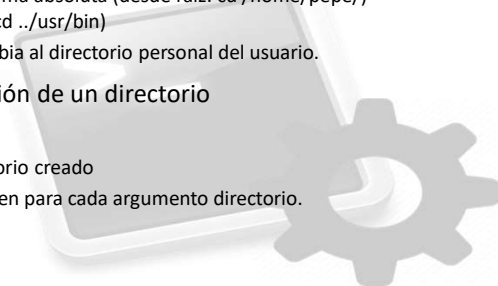 ma absoluta (desde raíz: cd /home/pepe/)
cd ../usr/bin)
bia al directorio personal del usuario.
ión de un directorio
orio creado
en para cada argumento directorio.